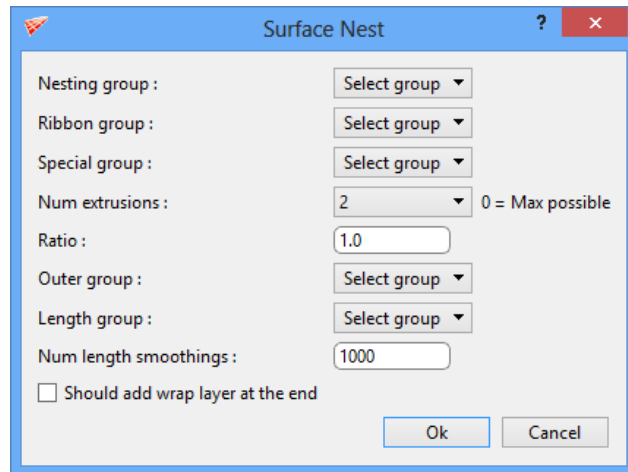 Surface Nest
? ×
Nesting group : Select group
Ribbon group : Select group
Special group : Select group
Num extrusions : 2 0 = Max possible
Ratio : 1.0
Outer group : Select group
Length group : Select group
Num length smoothings : 1000
Should add wrap layer at the end
Ok Cancel